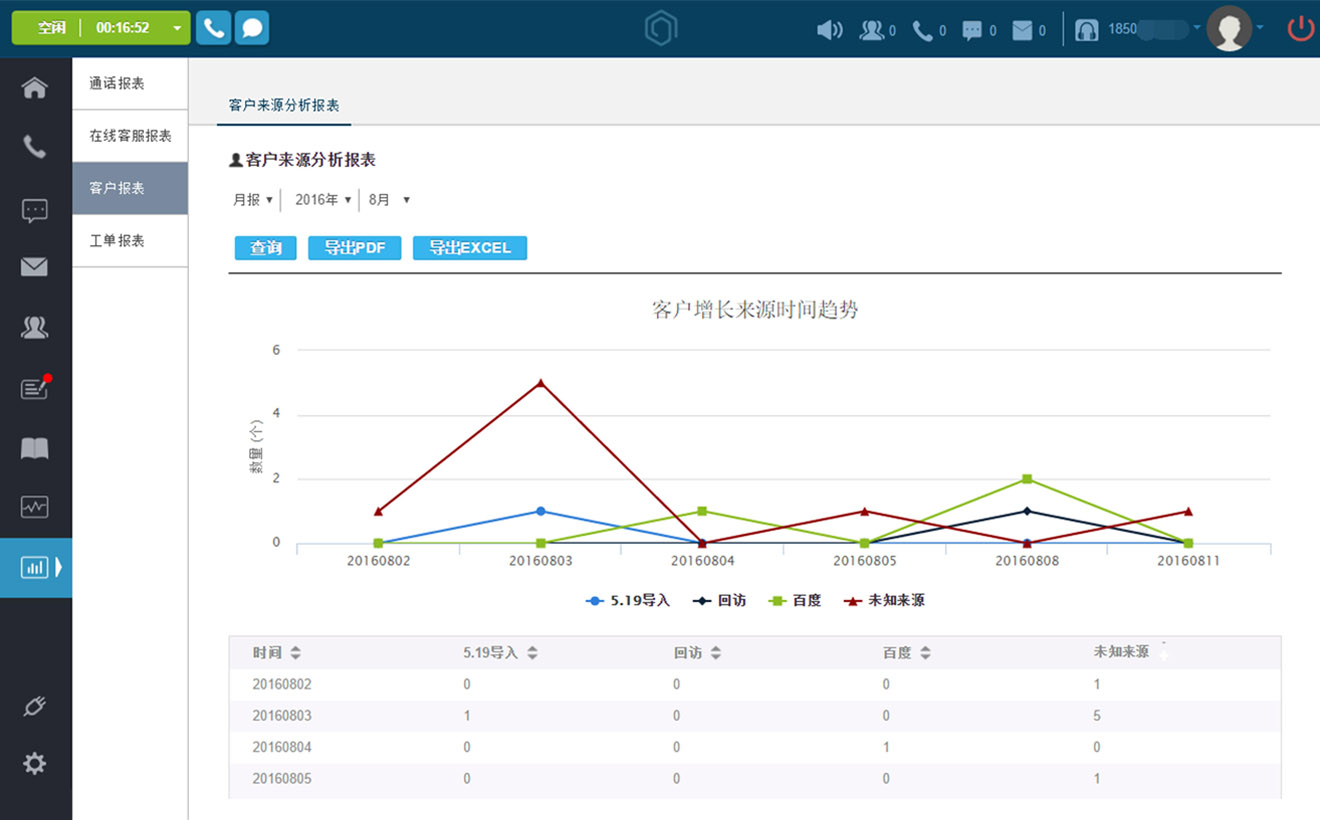 空闲 00:16:52 0 0 0 0 1850
通话报表
在线客服报表
客户报表
工单报表
客户来源分析报表
客户来源分析报表
月报 2016年 8月
查询 导出PDF 导出EXCEL
客户增长来源时间趋势
数量 (个)
6
4
2
0
20160802 20160803 20160804 20160805 20160808 20160811
5.19导入 回访 百度 未知来源
时间 5.19导入 回访 百度 未知来源
20160802 0 0 0 1
20160803 1 0 0 5
20160804 0 0 1 0
20160805 0 0 0 1